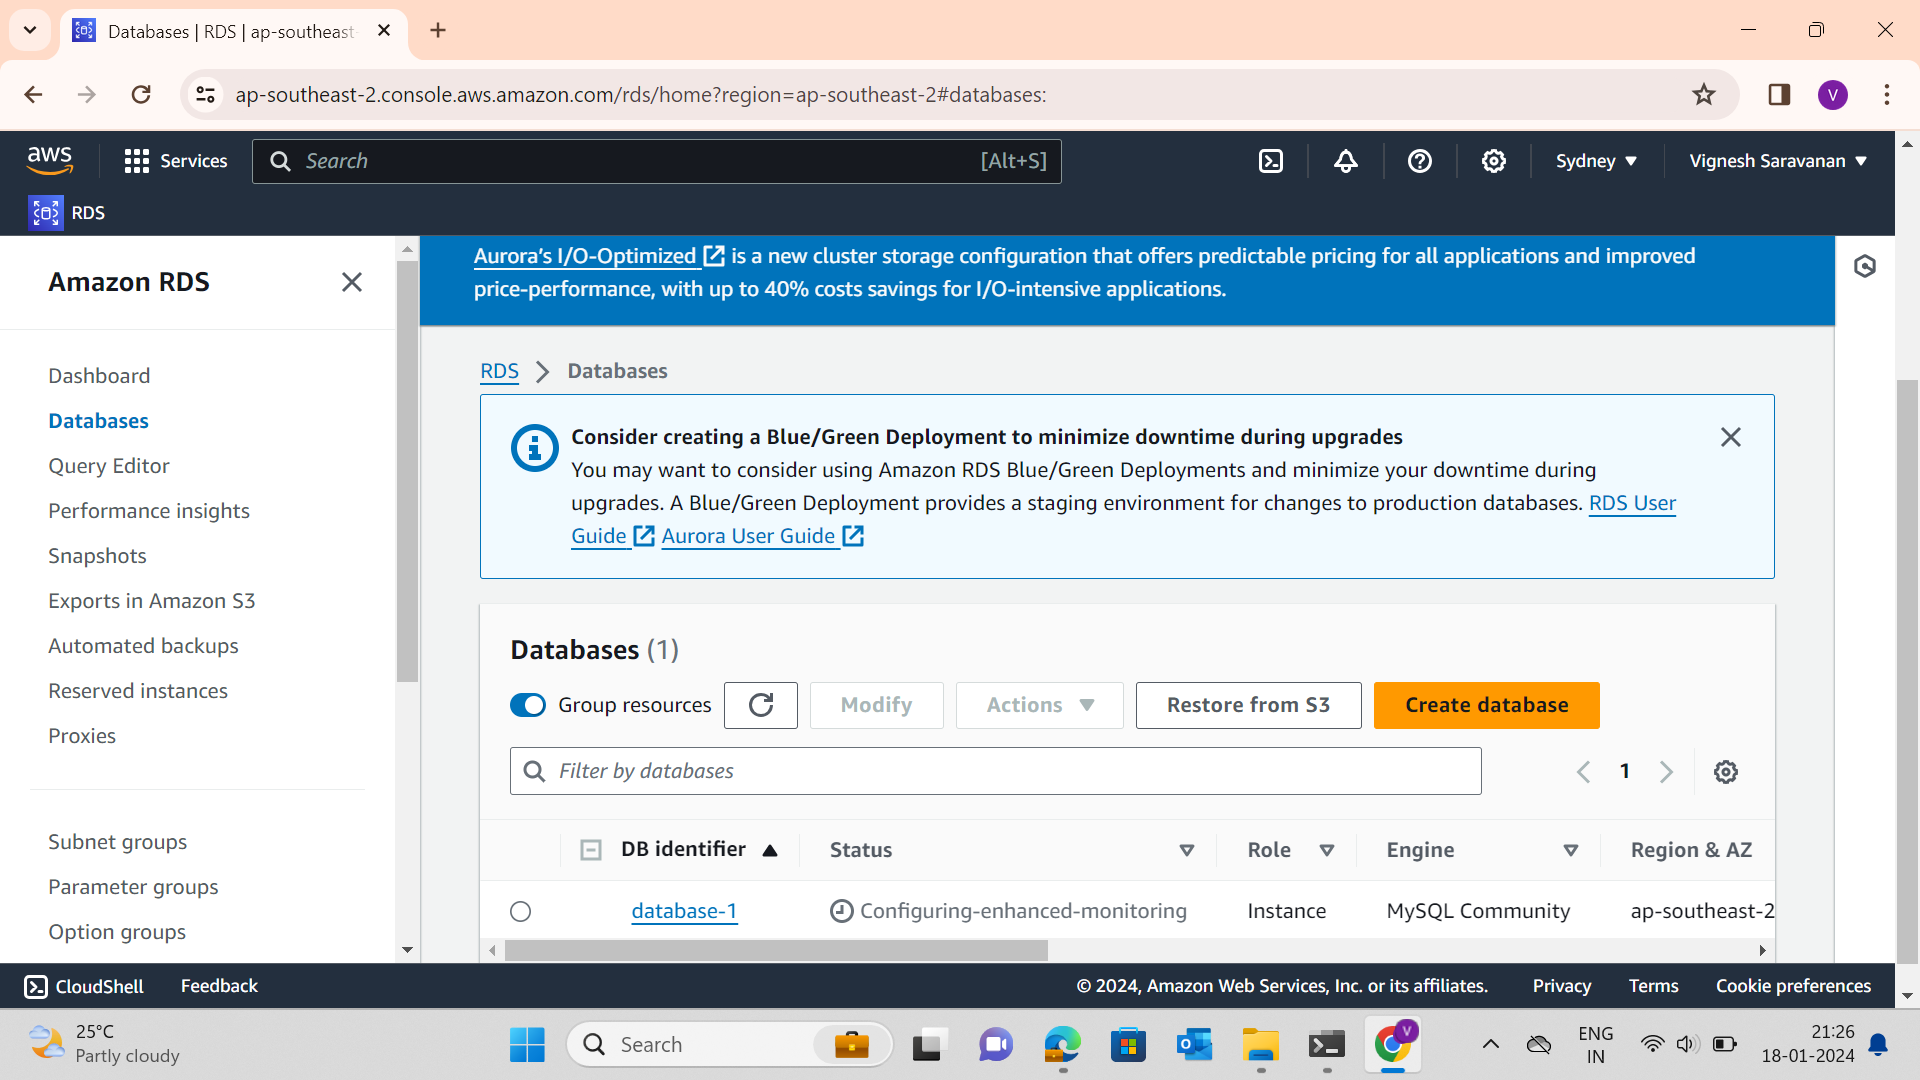 Databases | RDS | ap-southeast-
ap-southeast-2.console.aws.amazon.com/rds/home?region=ap-southeast-2#databases:
V
aws
Services
Search
[Alt+S]
Sydney
Vignesh Saravanan
RDS
Amazon RDS
Dashboard
Databases
Query Editor
Performance insights
Snapshots
Exports in Amazon S3
Automated backups
Reserved instances
Proxies
Subnet groups
Parameter groups
Option groups
Aurora's I/O-Optimized is a new cluster storage configuration that offers predictable pricing for all applications and improved
price-performance, with up to 40% costs savings for I/O-intensive applications.
RDS > Databases
Consider creating a Blue/Green Deployment to minimize downtime during upgrades
You may want to consider using Amazon RDS Blue/Green Deployments and minimize your downtime during
upgrades. A Blue/Green Deployment provides a staging environment for changes to production databases. RDS User
Guide Aurora User Guide
Databases (1)
Group resources
Modify
Actions
Restore from S3
Create database
Filter by databases
1
DB identifier Status Role Engine Region & AZ
database-1 Configuring-enhanced-monitoring Instance MySQL Community ap-southeast-2
CloudShell
Feedback
© 2024, Amazon Web Services, Inc. or its affiliates.
Privacy
Terms
Cookie preferences
25°C
Partly cloudy
Search
V
ENG
IN
21:26
18-01-2024